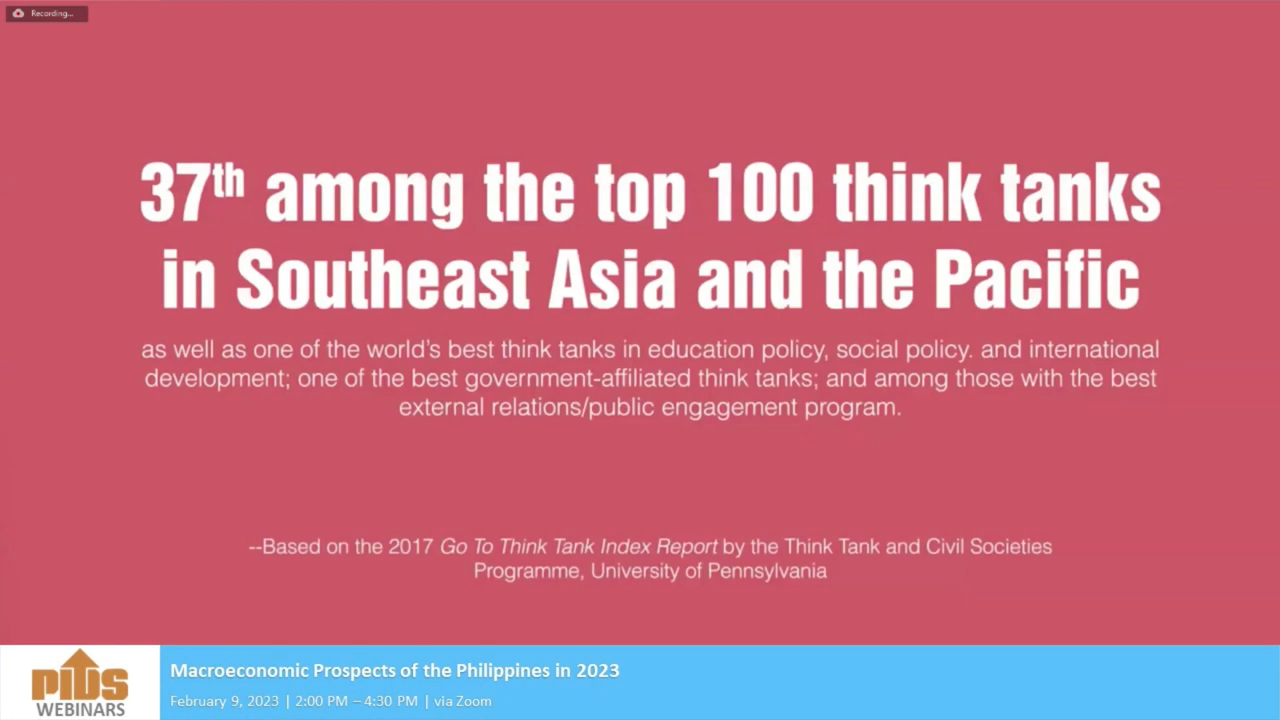 Recording...
37th among the top 100 think tanks
in Southeast Asia and the Pacific
as well as one of the world's best think tanks in education policy, social policy. and international
development; one of the best government-affiliated think tanks; and among those with the best
external relations/public engagement program.
--Based on the 2017 Go To Think Tank Index Report by the Think Tank and Civil Societies
Programme, University of Pennsylvania
pids
WEBINARS
Macroeconomic Prospects of the Philippines in 2023
February 9, 2023 | 2:00 PM – 4:30 PM | via Zoom